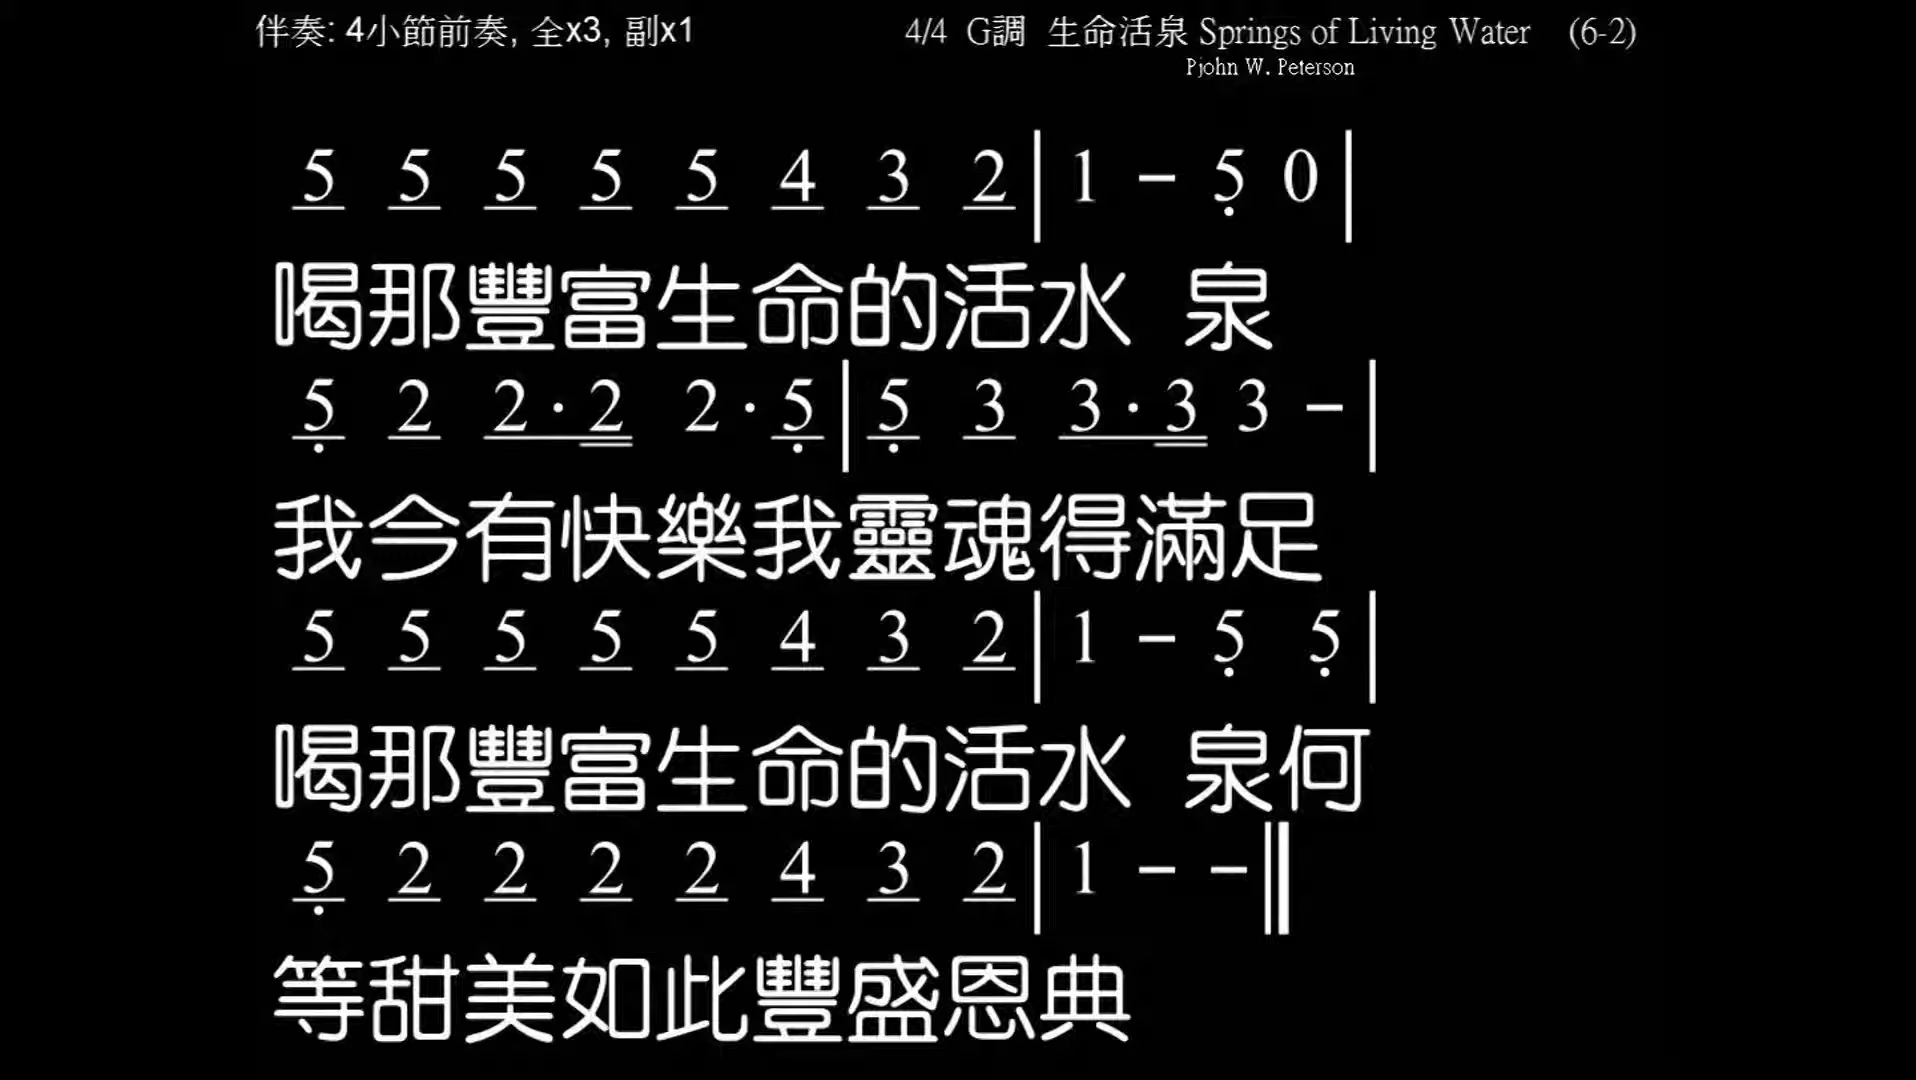 伴奏: 4小節前奏, 全x3, 副x1
4/4 G調 生命活泉 Springs of Living Water (6-2)
Pjohn W. Peterson
5 5 5 5 5 4 3 2 | 1 - 5̣ 0 |
喝那豐富生命的活水 泉
5̣ 2 2 · 2 2 · 5̣ | 5̣ 3 3 · 3 3 - |
我今有快樂我靈魂得滿足
5 5 5 5 5 4 3 2 | 1 - 5̣ 5̣ |
喝那豐富生命的活水 泉何
5̣ 2 2 2 2 4 3 2 | 1 - - ‖
等甜美如此豐盛恩典